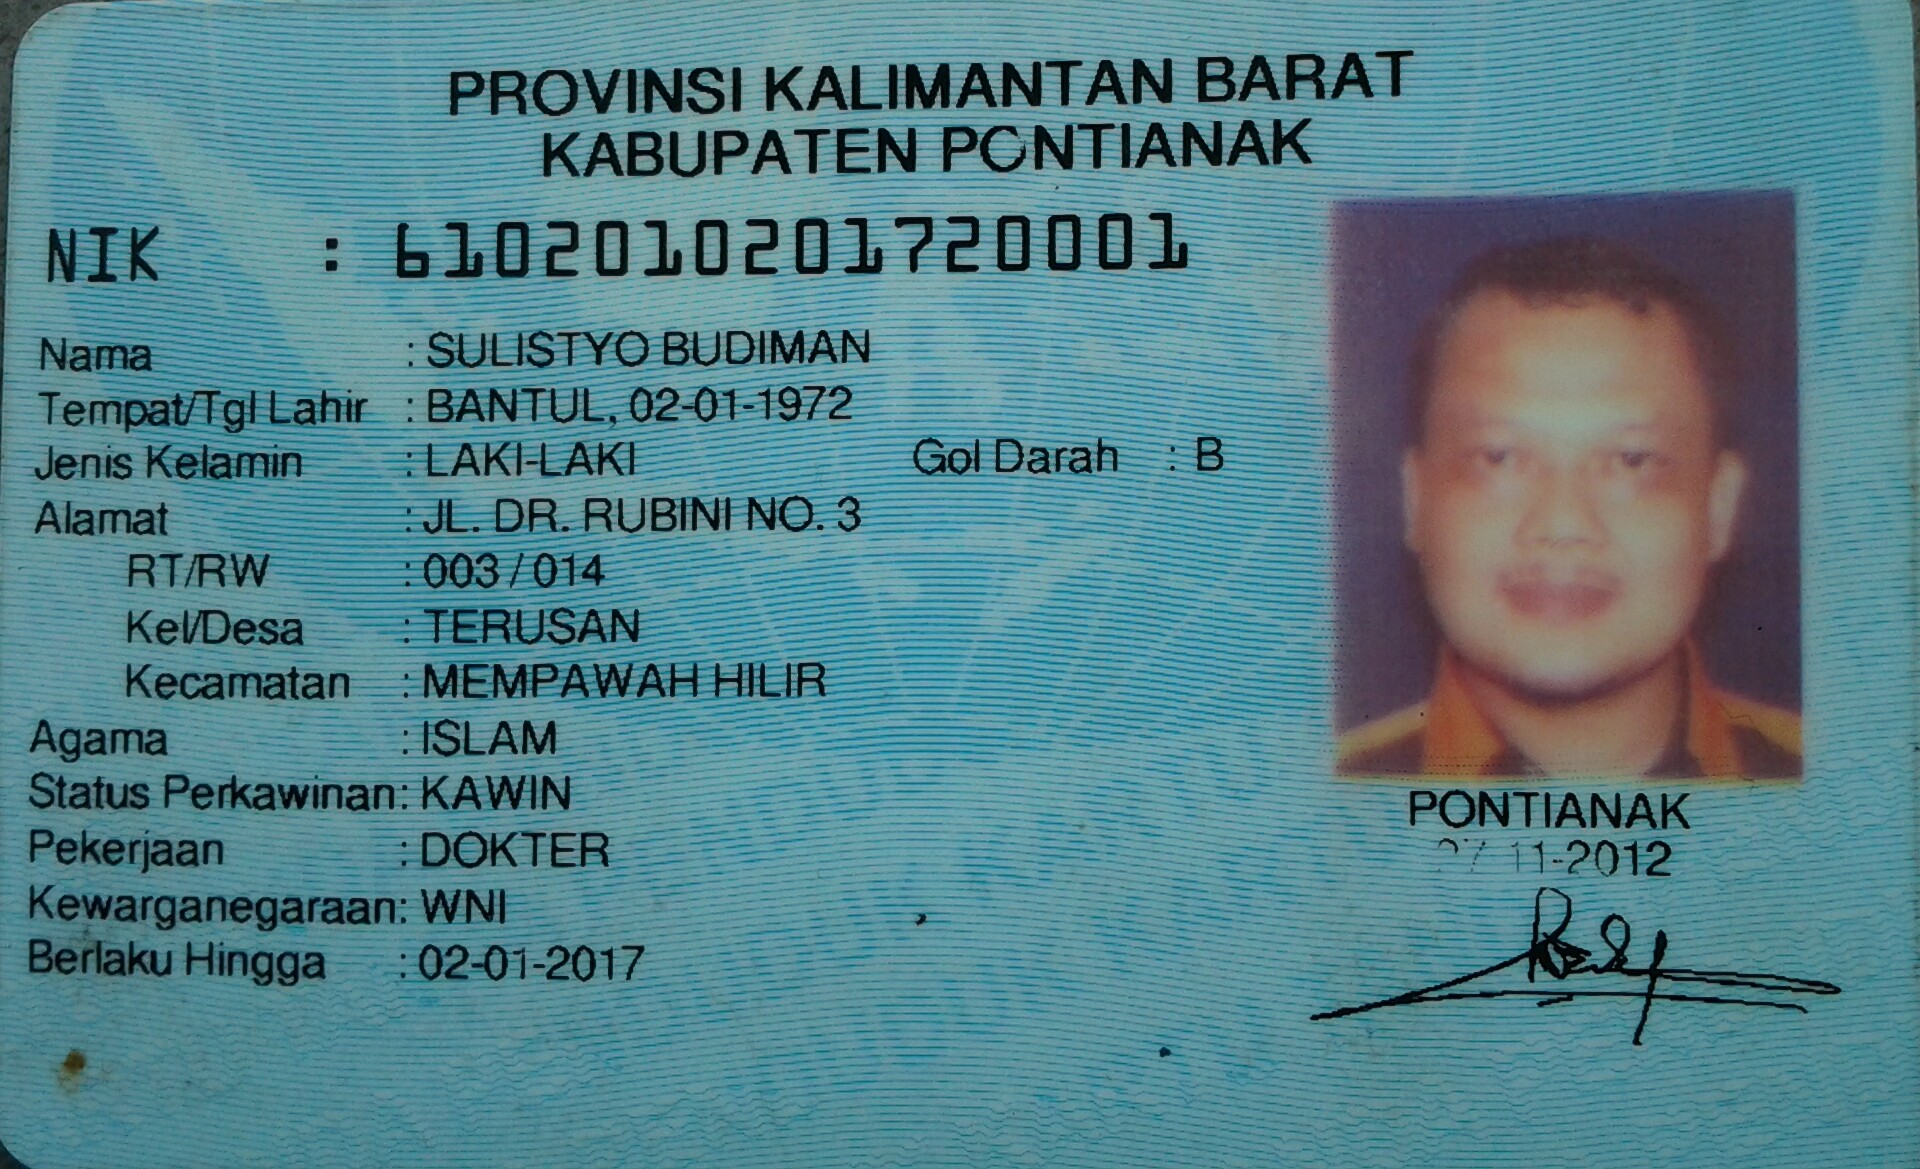 PROVINSI KALIMANTAN BARAT
KABUPATEN PONTIANAK
NIK : 6102010201720001
Nama : SULISTYO BUDIMAN
Tempat/Tgl Lahir : BANTUL, 02-01-1972
Jenis Kelamin : LAKI-LAKI Gol Darah : B
Alamat : JL. DR. RUBINI NO. 3
RT/RW : 003 / 014
Kel/Desa : TERUSAN
Kecamatan : MEMPAWAH HILIR
Agama : ISLAM
Status Perkawinan : KAWIN
Pekerjaan : DOKTER
Kewarganegaraan : WNI
Berlaku Hingga : 02-01-2017
PONTIANAK
11-2012